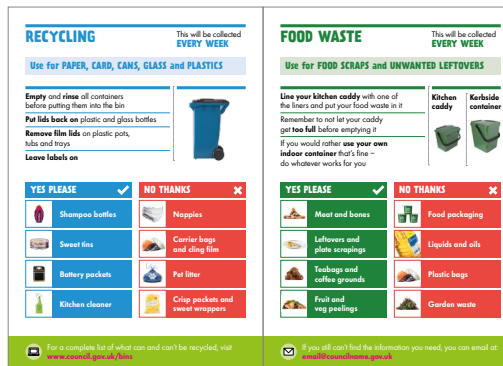 RECYCLING
This will be collected
EVERY WEEK
Use for PAPER, CARD, CANS, GLASS and PLASTICS
Empty and rinse all containers
before putting them into the bin
Put lids back on plastic and glass bottles
Remove film lids on plastic pots,
tubs and trays
Leave labels on
YES PLEASE
Shampoo bottles
Sweet tins
Battery packets
Kitchen cleaner
NO THANKS
Nappies
Carrier bags
and cling film
Pet litter
Crisp packets and
sweet wrappers
For a complete list of what can and can't be recycled, visit
www.council.gov.uk/bins
FOOD WASTE
This will be collected
EVERY WEEK
Use for FOOD SCRAPS and UNWANTED LEFTOVERS
Line your kitchen caddy with one of
the liners and put your food waste in it
Remember to not let your caddy
get too full before emptying it
If you would rather use your own
indoor container that's fine –
do whatever works for you
Kitchen
caddy
Kerbside
container
YES PLEASE
Meat and bones
Leftovers and
plate scrapings
Teabags and
coffee grounds
Fruit and
veg peelings
NO THANKS
Food packaging
Liquids and oils
Plastic bags
Garden waste
If you still can't find the information you need, you can email at:
email@councilname.gov.uk